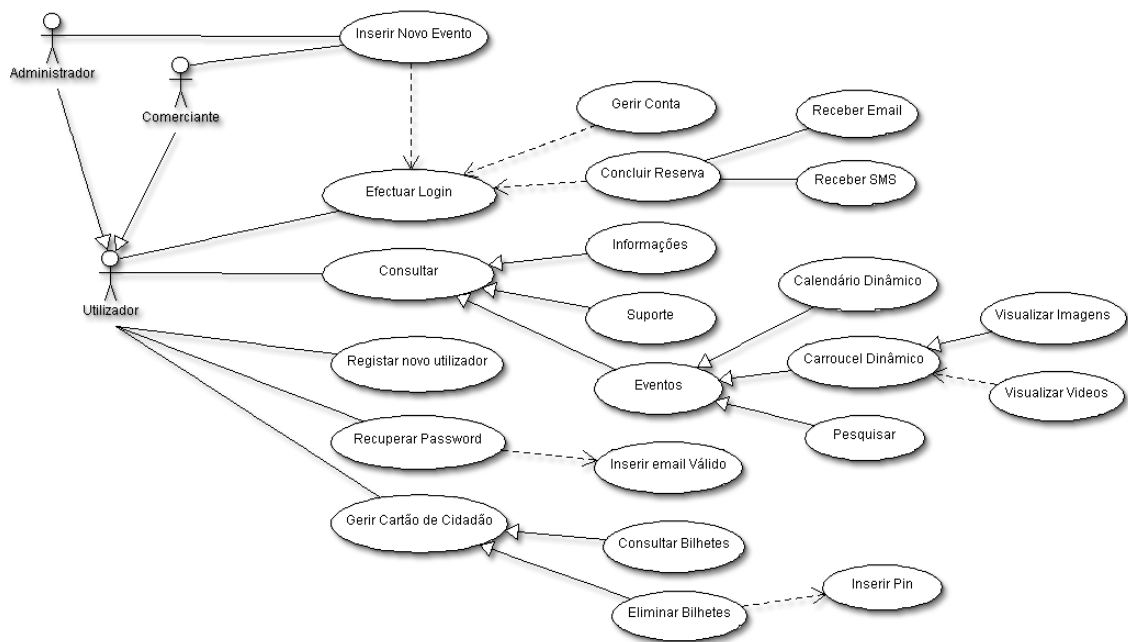 Inserir Novo Evento
Administrador
Comerciante
Gerir Conta
Receber Email
Concluir Reserva
Receber SMS
Efectuar Login
Informações
Consultar
Calendário Dinâmico
Utilizador
Suporte
Visualizar Imagens
Registar novo utilizador
Carroucel Dinâmico
Eventos
Visualizar Videos
Recuperar Password
Pesquisar
Inserir email Válido
Gerir Cartão de Cidadão
Consultar Bilhetes
Inserir Pin
Eliminar Bilhetes